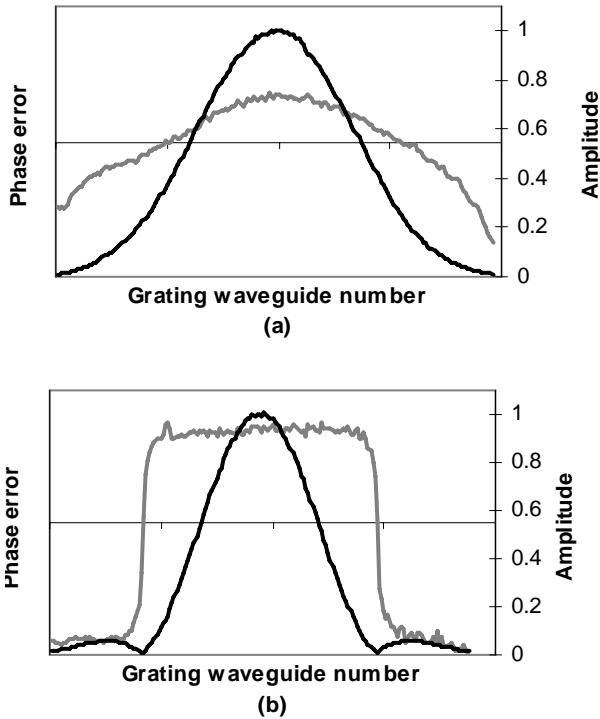 Phase error
1
0.8
0.6
0.4
0.2
0
Amplitude
Grating waveguide number
(a)
Phase error
1
0.8
0.6
0.4
0.2
0
Amplitude
Grating waveguide number
(b)